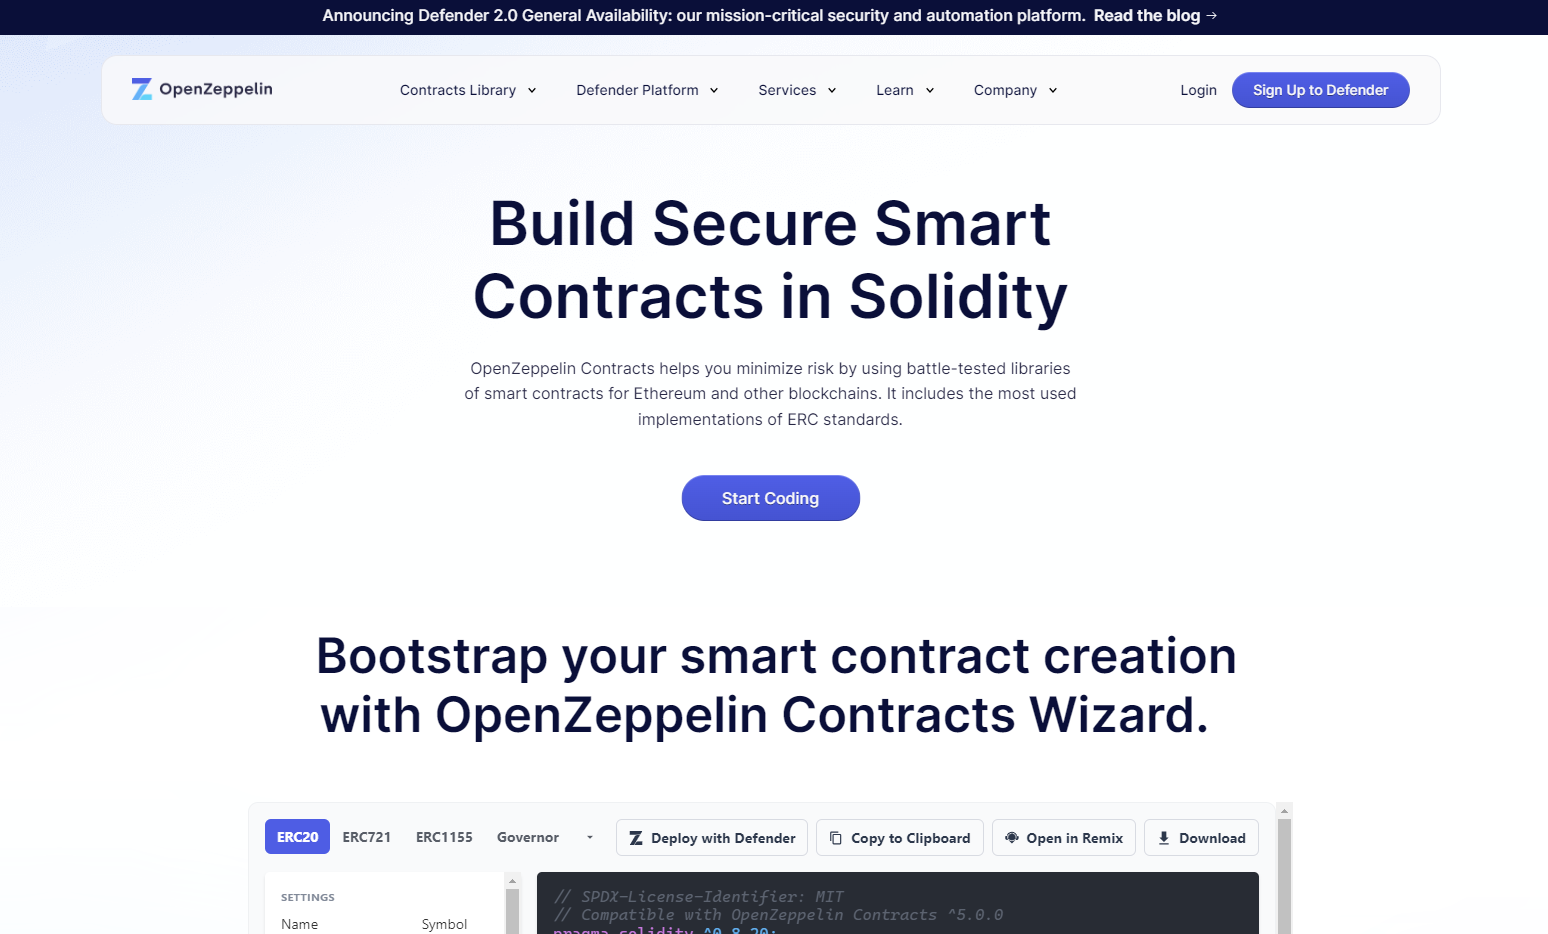 Announcing Defender 2.0 General Availability: our mission-critical security and automation platform. Read the blog →
OpenZeppelin
Contracts Library
Defender Platform
Services
Learn
Company
Login
Sign Up to Defender
Build Secure Smart
Contracts in Solidity
OpenZeppelin Contracts helps you minimize risk by using battle-tested libraries
of smart contracts for Ethereum and other blockchains. It includes the most used
implementations of ERC standards.
Start Coding
Bootstrap your smart contract creation
with OpenZeppelin Contracts Wizard.
ERC20
ERC721
ERC1155
Governor
Deploy with Defender
Copy to Clipboard
Open in Remix
Download
SETTINGS
Name
Symbol
// SPDX-License-Identifier: MIT
// Compatible with OpenZeppelin Contracts ^5.0.0
pragma solidity ^0.8.20;